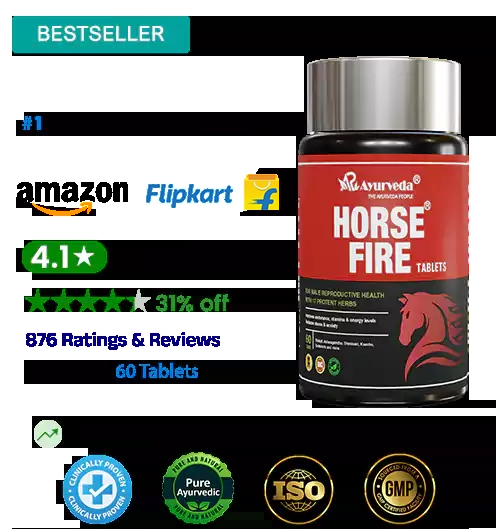 BESTSELLER
#1
amazon
Flipkart
4.1★
31% off
876 Ratings & Reviews
60 Tablets
Ayurveda®
THE AYURVEDA PEOPLE
HORSE®
FIRE
TABLETS
FOR MALE REPRODUCTIVE HEALTH
WITH 17 POTENT HERBS
60
CLINICALLY PROVEN
CLINICALLY PROVEN
PURE AND NATURAL
Pure
Ayurvedic
PURE AND NATURAL
ISO
GMP